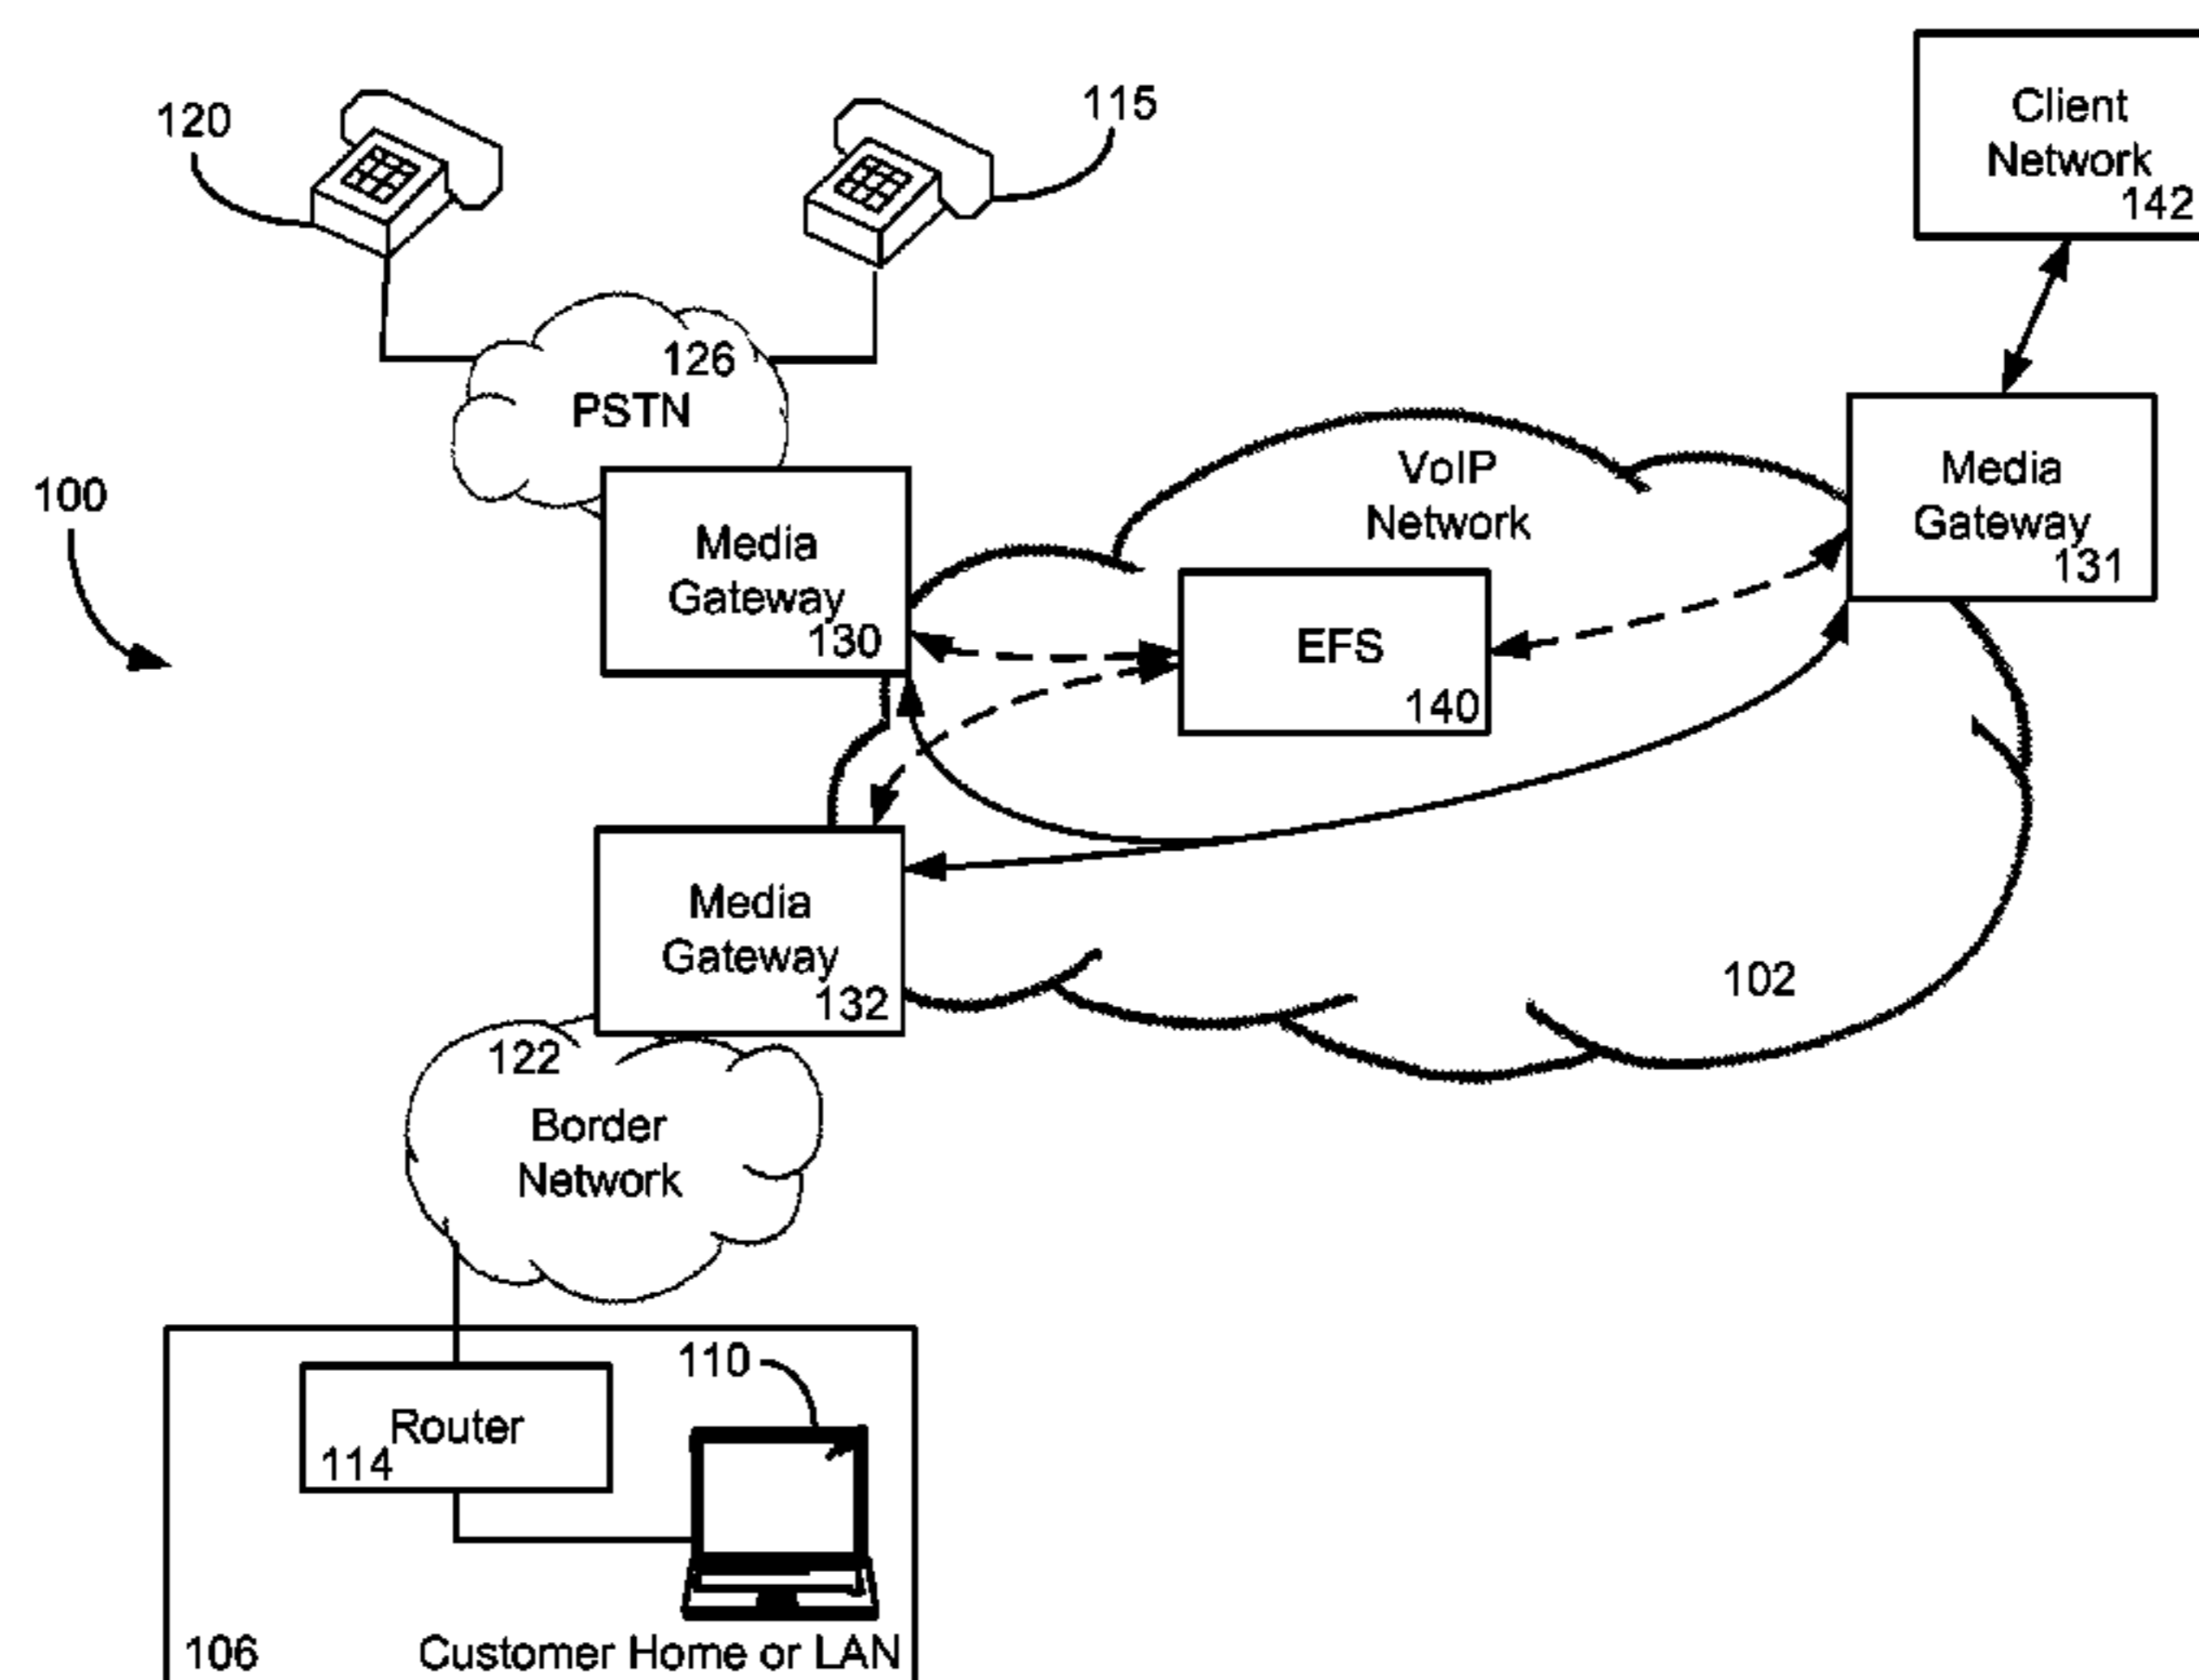 120
115
Client
Network
142
126
PSTN
100
VoIP
Network
Media
Gateway
131
Media
Gateway
130
EFS
140
Media
Gateway
132
102
122
Border
Network
110
Router
114
106
Customer Home or LAN